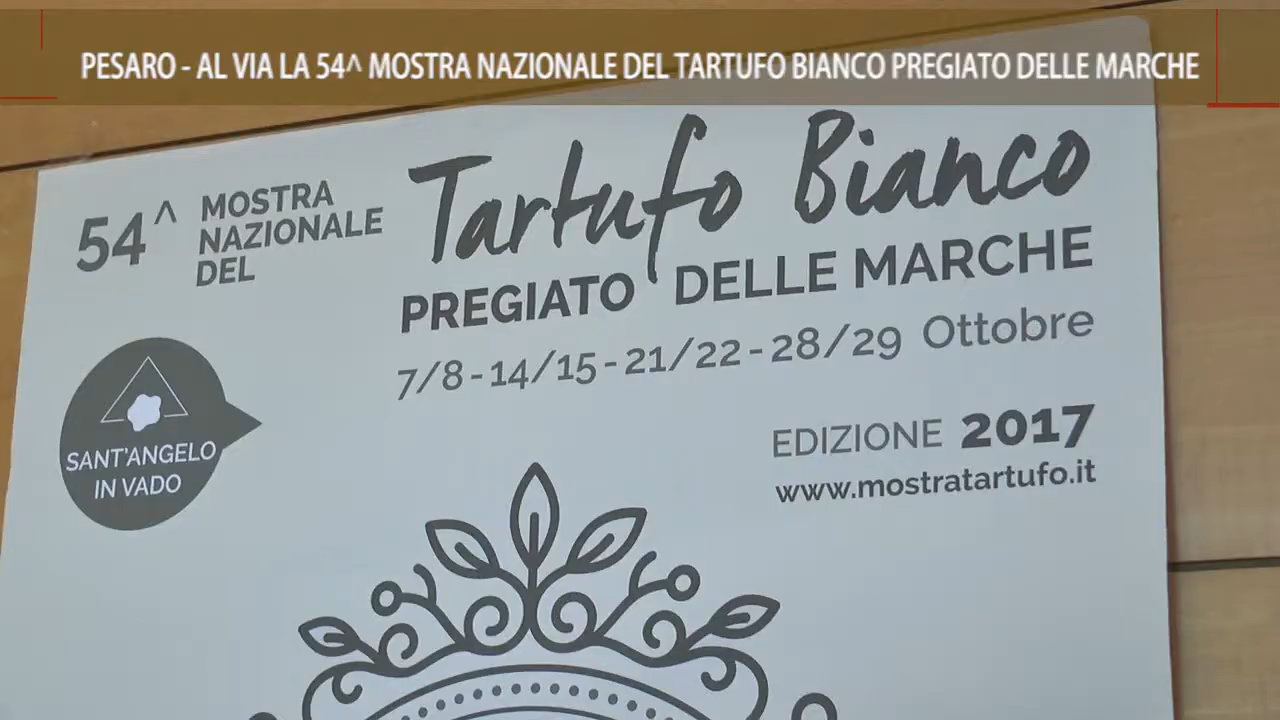 PESARO - AL VIA LA 54^ MOSTRA NAZIONALE DEL TARTUFO BIANCO PREGIATO DELLE MARCHE
54^
MOSTRA
NAZIONALE
DEL
Tartufo Bianco
PREGIATO DELLE MARCHE
7/8-14/15-21/22-28/29 Ottobre
EDIZIONE 2017
www.mostratartufo.it
SANT'ANGELO
IN VADO